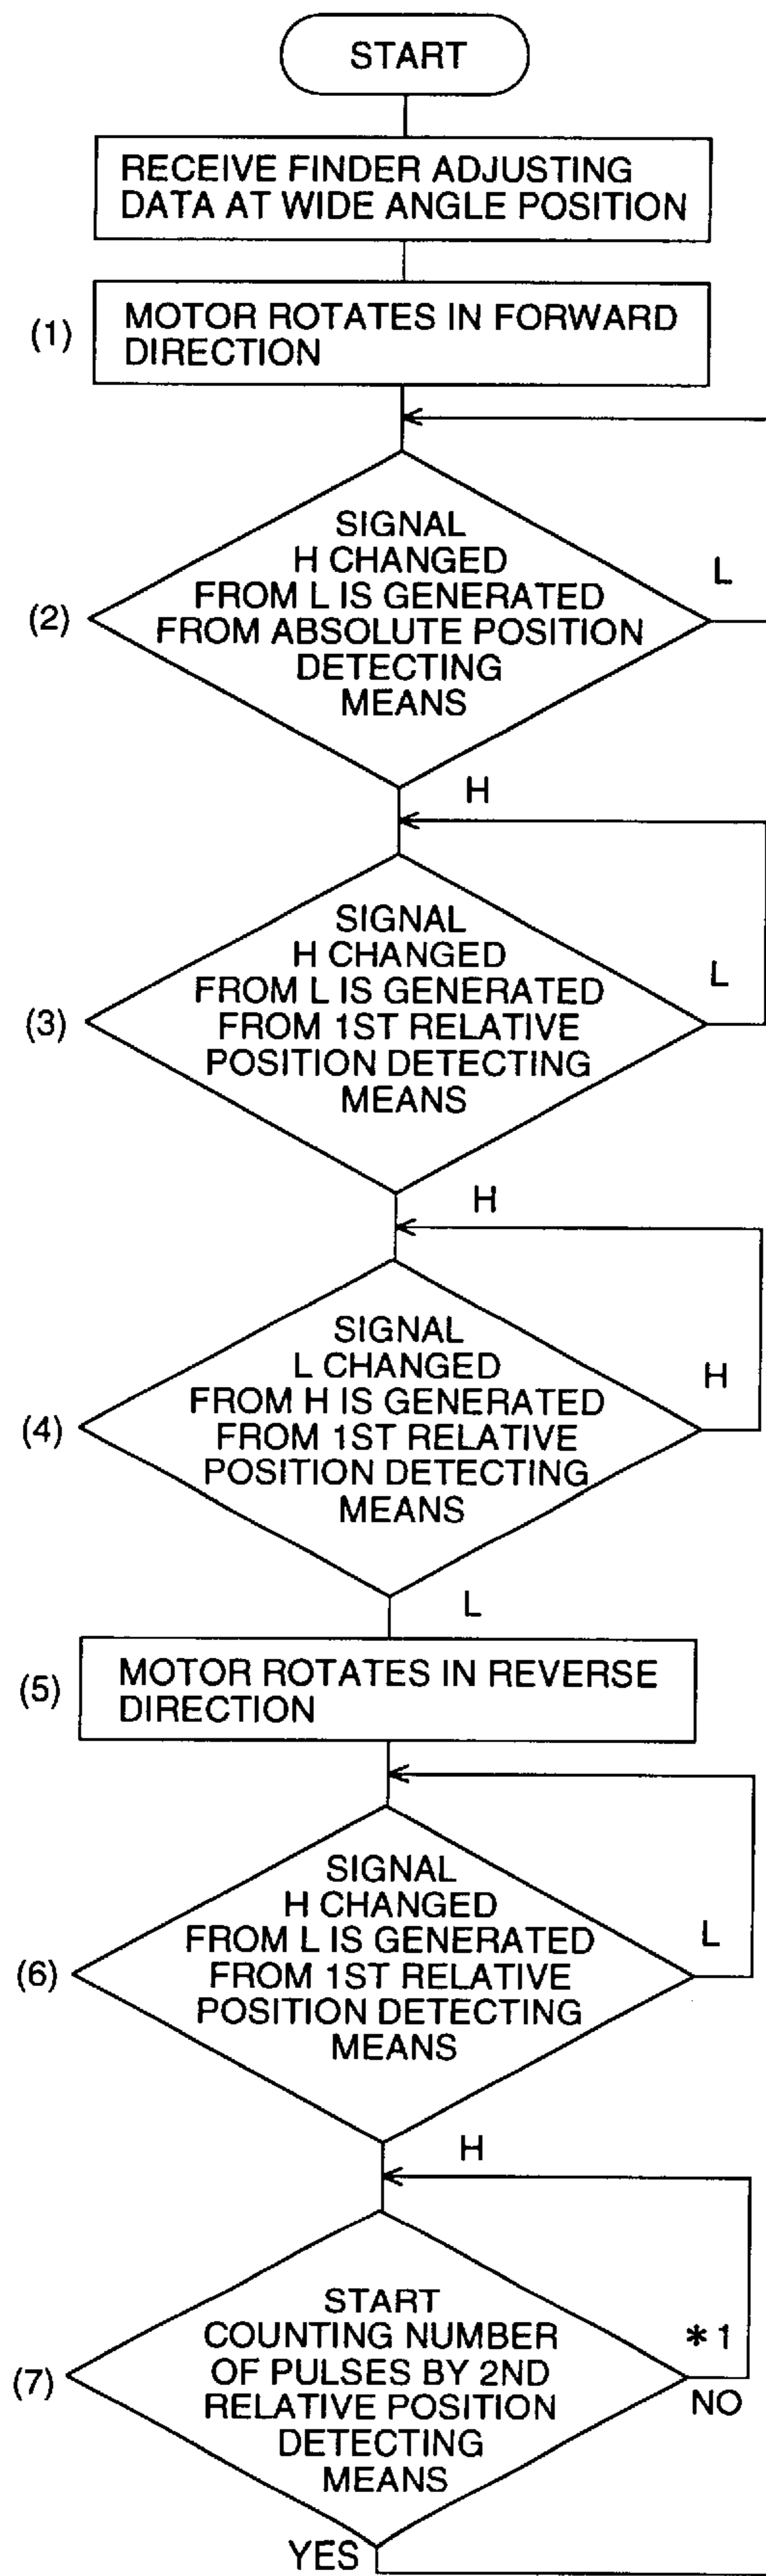 START
RECEIVE FINDER ADJUSTING
DATA AT WIDE ANGLE POSITION
(1)
MOTOR ROTATES IN FORWARD
DIRECTION
(2)
SIGNAL
H CHANGED
FROM L IS GENERATED
FROM ABSOLUTE POSITION
DETECTING
MEANS
L
H
(3)
SIGNAL
H CHANGED
FROM L IS GENERATED
FROM 1ST RELATIVE
POSITION DETECTING
MEANS
L
H
(4)
SIGNAL
L CHANGED
FROM H IS GENERATED
FROM 1ST RELATIVE
POSITION DETECTING
MEANS
H
L
(5)
MOTOR ROTATES IN REVERSE
DIRECTION
(6)
SIGNAL
H CHANGED
FROM L IS GENERATED
FROM 1ST RELATIVE
POSITION DETECTING
MEANS
L
H
(7)
START
COUNTING NUMBER
OF PULSES BY 2ND
RELATIVE POSITION
DETECTING
MEANS
*1
NO
YES